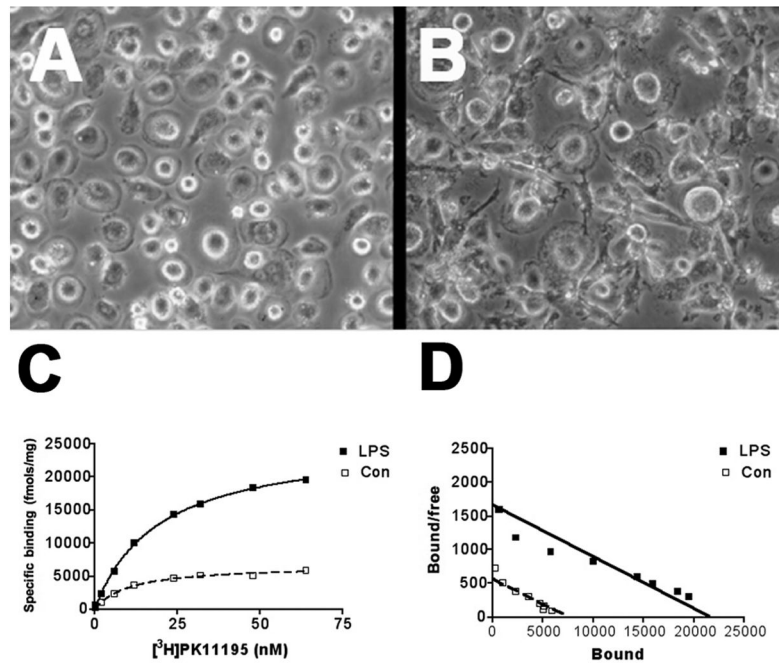 A
B
C
D
25000
20000
15000
10000
5000
0
0
25
50
75
Specific binding (fmols/mg)
[³H]PK11195 (nM)
LPS
Con
2500
2000
1500
1000
500
0
0
5000
10000
15000
20000
25000
Bound/free
Bound
LPS
Con